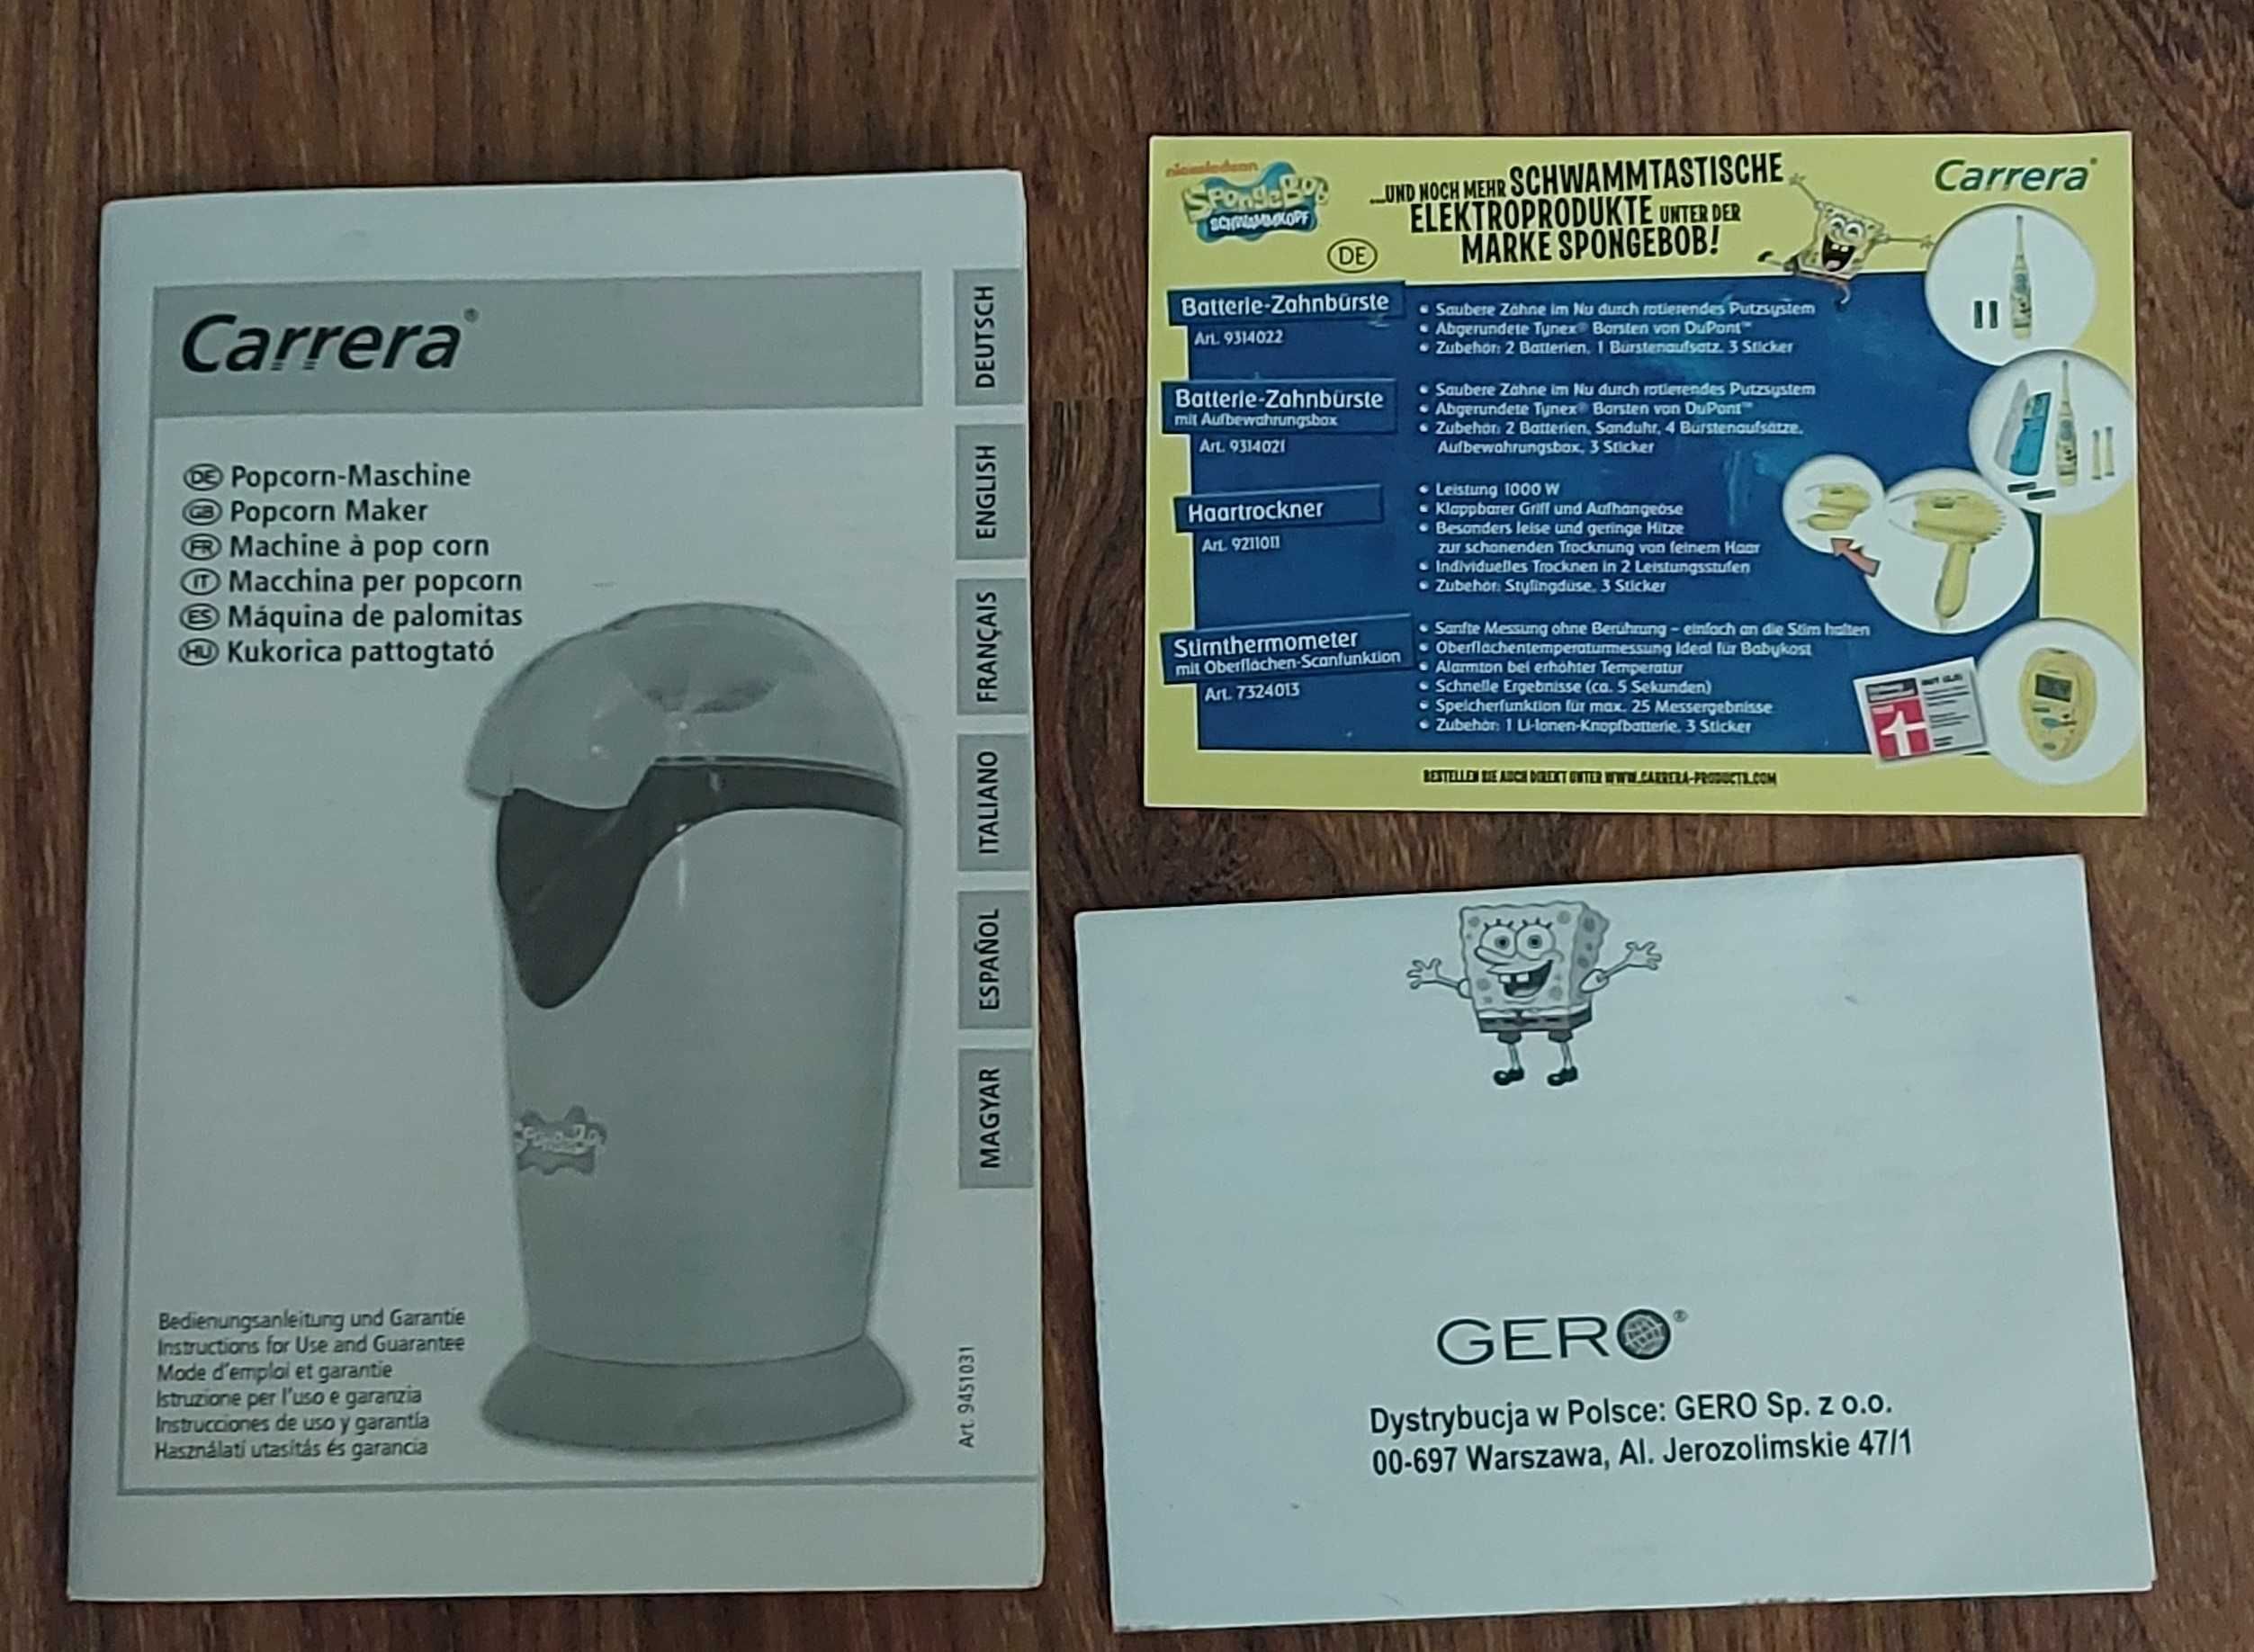 Carrera®
DE Popcorn-Maschine
GB Popcorn Maker
FR Machine à pop corn
IT Macchina per popcorn
ES Máquina de palomitas
HU Kukorica pattogtató
DEUTSCH
ENGLISH
FRANÇAIS
ITALIANO
ESPAÑOL
MAGYAR
Bedienungsanleitung und Garantie
Instructions for Use and Guarantee
Mode d'emploi et garantie
Istruzione per l'uso e garanzia
Instrucciones de uso y garantía
Használati utasítás és garancia
Art. 9451031
nickelodeon
SpongeBob
SCHWAMMKOPF
DE
...UND NOCH MEHR SCHWAMMTASTISCHE
ELEKTROPRODUKTE UNTER DER
MARKE SPONGEBOB!
Carrera®
Batterie-Zahnbürste
Art. 9314022
• Saubere Zähne im Nu durch rotierendes Putzsystem
• Abgerundete Tynex® Borsten von DuPont™
• Zubehör: 2 Batterien, 1 Bürstenaufsatz, 3 Sticker
Batterie-Zahnbürste
mit Aufbewahrungsbox
Art. 9314021
• Saubere Zähne im Nu durch rotierendes Putzsystem
• Abgerundete Tynex® Borsten von DuPont™
• Zubehör: 2 Batterien, Sanduhr, 4 Bürstenaufsätze,
Aufbewahrungsbox, 3 Sticker
Haartrockner
Art. 9211011
• Leistung 1000 W
• Klappbarer Griff und Aufhängeöse
• Besonders leise und geringe Hitze
zur schonenden Trocknung von feinem Haar
• Individuelles Trocknen in 2 Leistungsstufen
• Zubehör: Stylingdüse, 3 Sticker
Stirnthermometer
mit Oberflächen-Scanfunktion
Art. 7324013
• Sanfte Messung ohne Berührung – einfach an die Stirn halten
• Oberflächentemperaturmessung ideal für Babykost
• Alarmton bei erhöhter Temperatur
• Schnelle Ergebnisse (ca. 5 Sekunden)
• Speicherfunktion für max. 25 Messergebnisse
• Zubehör: 1 Li-Ionen-Knopfbatterie, 3 Sticker
BESTELLEN SIE AUCH DIREKT UNTER WWW.CARRERA-PRODUCTS.COM
GERO®
Dystrybucja w Polsce: GERO Sp. z o.o.
00-697 Warszawa, Al. Jerozolimskie 47/1